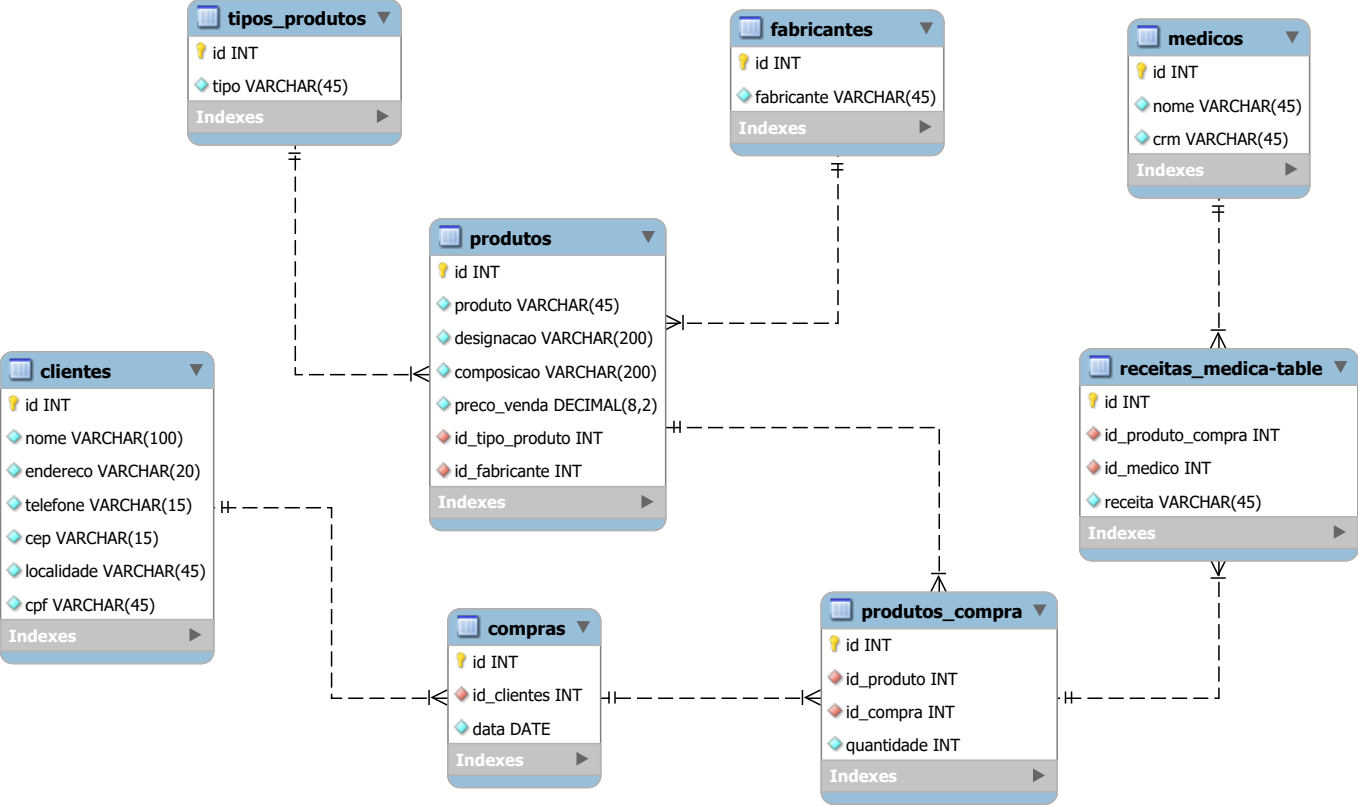 tipos_produtos
id INT
tipo VARCHAR(45)
Indexes
fabricantes
id INT
fabricante VARCHAR(45)
Indexes
medicos
id INT
nome VARCHAR(45)
crm VARCHAR(45)
Indexes
produtos
id INT
produto VARCHAR(45)
designacao VARCHAR(200)
composicao VARCHAR(200)
preco_venda DECIMAL(8,2)
id_tipo_produto INT
id_fabricante INT
Indexes
clientes
id INT
nome VARCHAR(100)
endereco VARCHAR(20)
telefone VARCHAR(15)
cep VARCHAR(15)
localidade VARCHAR(45)
cpf VARCHAR(45)
Indexes
receitas_medica-table
id INT
id_produto_compra INT
id_medico INT
receita VARCHAR(45)
Indexes
compras
id INT
id_clientes INT
data DATE
Indexes
produtos_compra
id INT
id_produto INT
id_compra INT
quantidade INT
Indexes